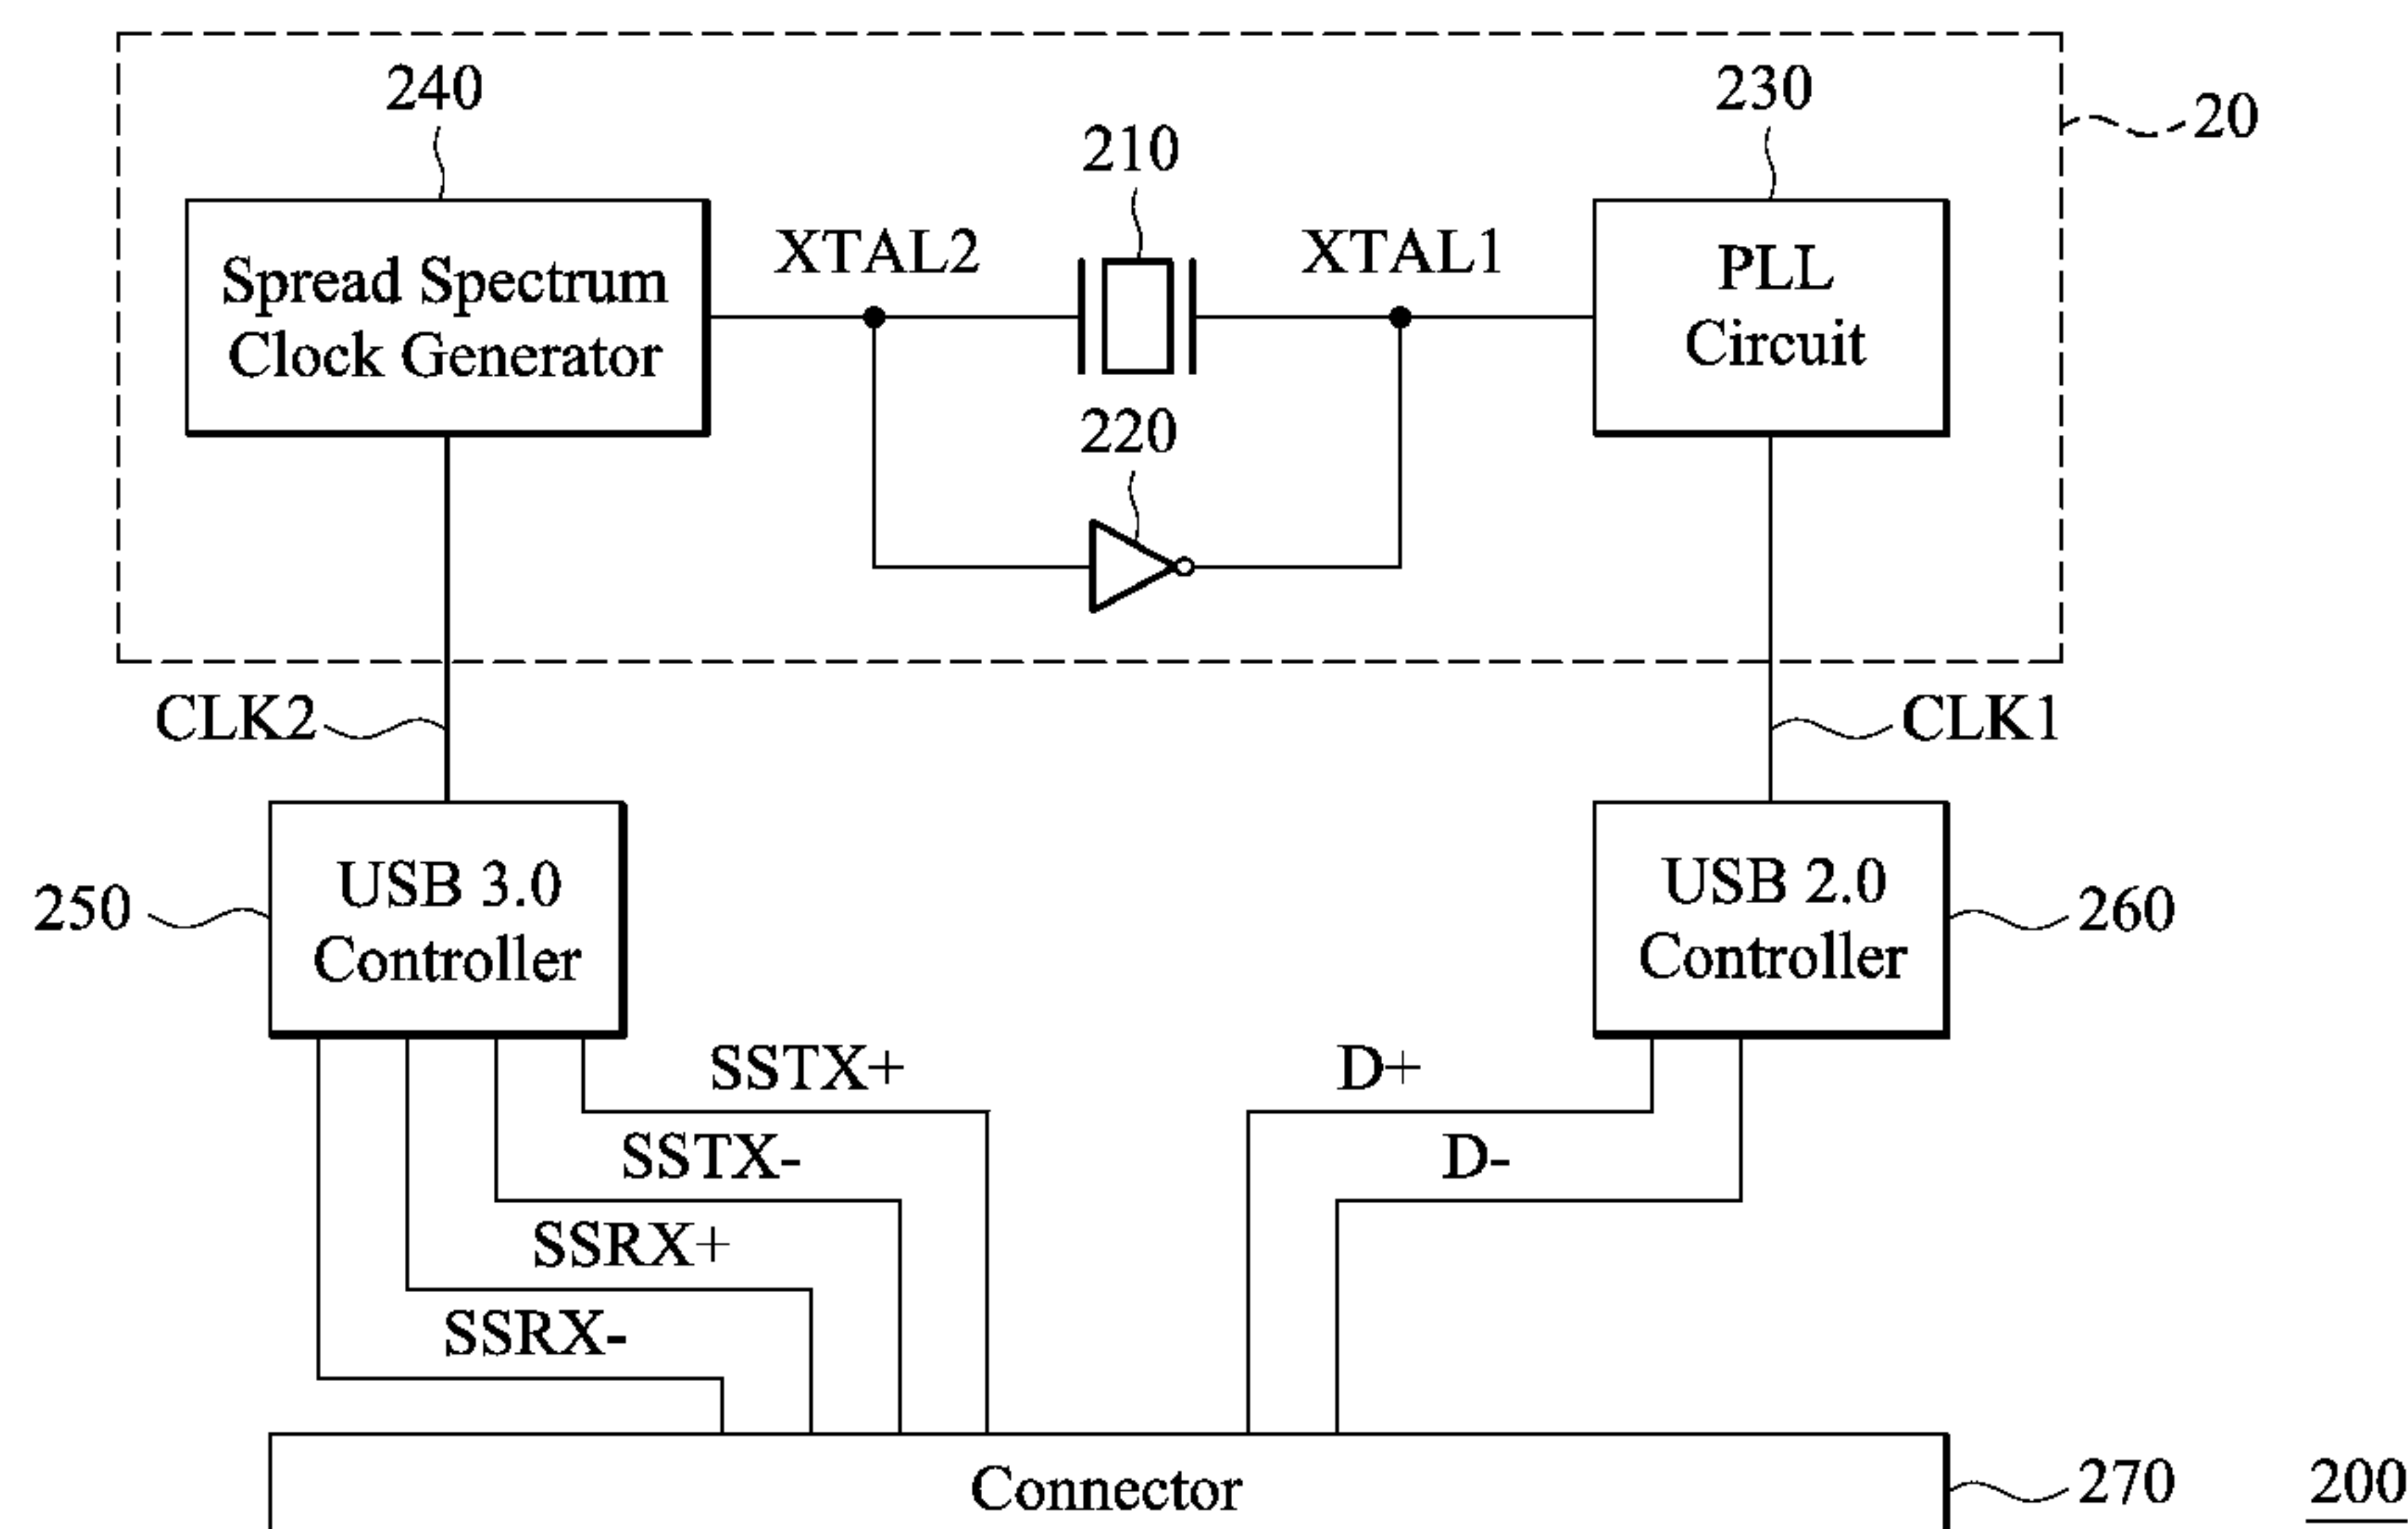 240
230
20
210
XTAL2
XTAL1
Spread Spectrum
Clock Generator
PLL
Circuit
220
CLK2
CLK1
250
USB 3.0
Controller
USB 2.0
Controller
260
SSTX+
D+
SSTX-
D-
SSRX+
SSRX-
Connector
270
200